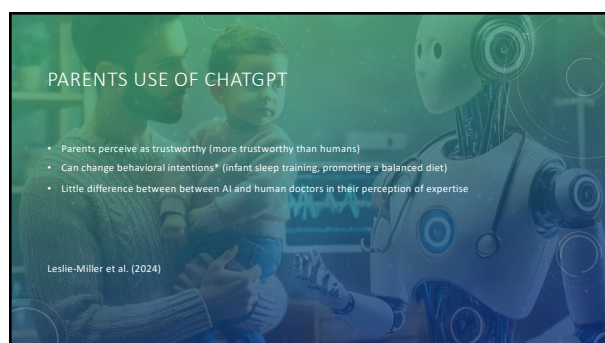 PARENTS USE OF CHATGPT
• Parents perceive as trustworthy (more trustworthy than humans)
• Can change behavioral intentions* (infant sleep training, promoting a balanced diet)
• Little difference between between AI and human doctors in their perception of expertise
Leslie-Miller et al. (2024)